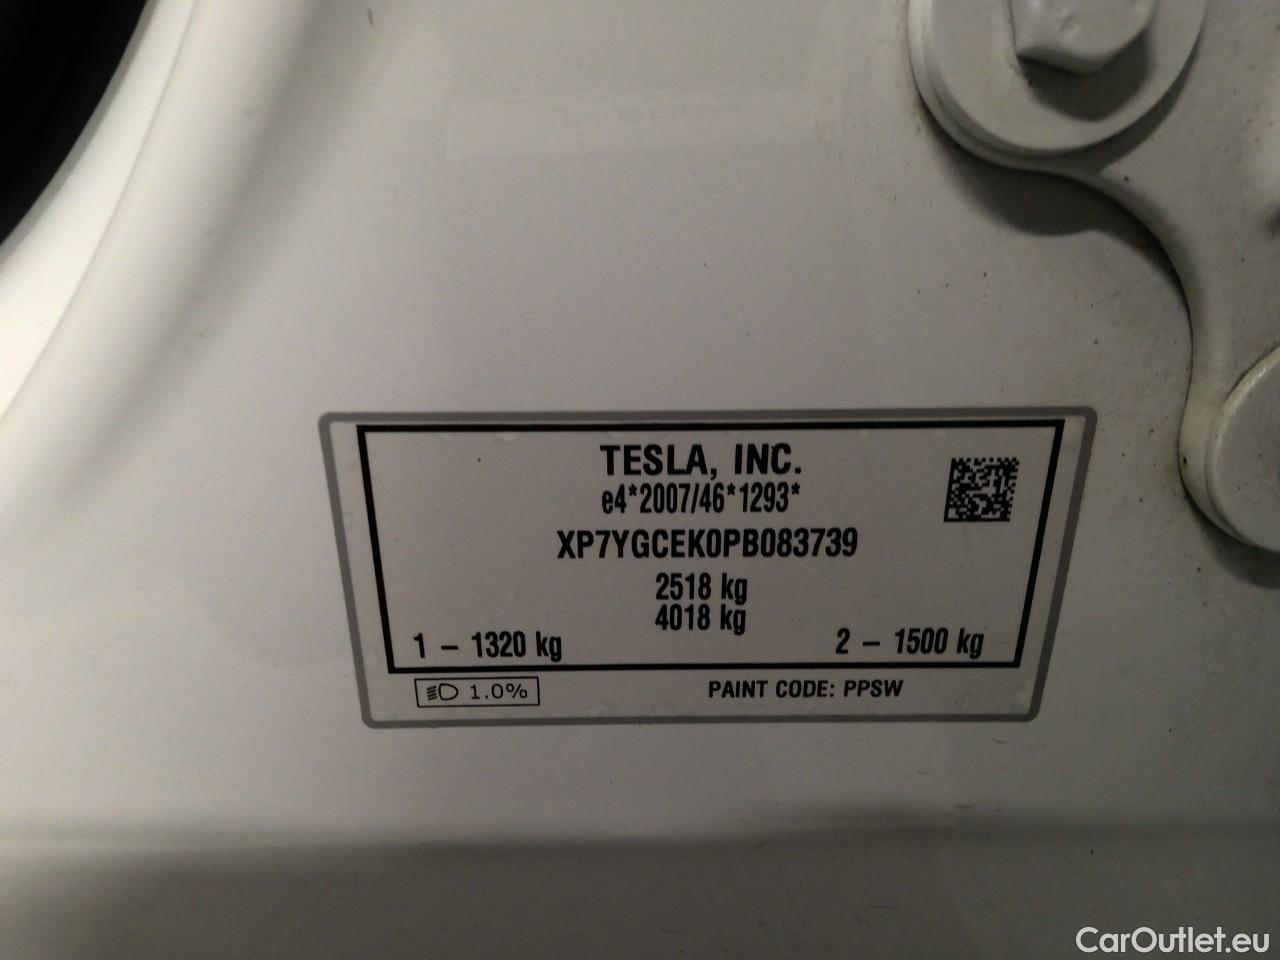 TESLA, INC.
e4*2007/46*1293*
XP7YGCEK0PB083739
2518 kg
4018 kg
1 – 1320 kg 2 – 1500 kg
1.0% PAINT CODE: PPSW
CarOutlet.eu